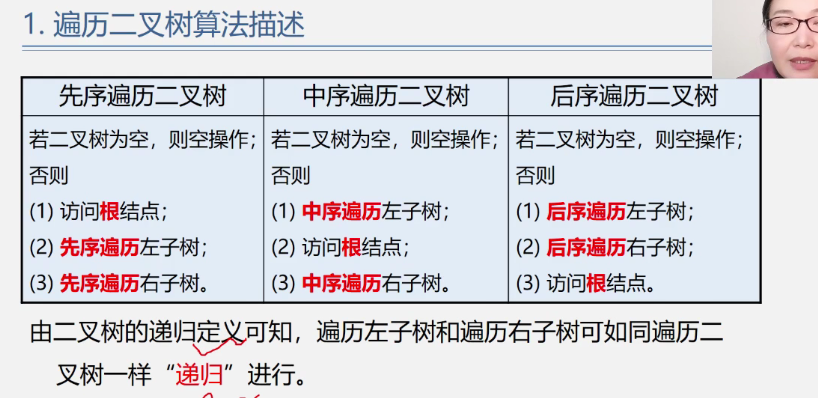 1. 遍历二叉树算法描述
先序遍历二叉树
若二叉树为空，则空操作；
否则
(1) 访问根结点；
(2) 先序遍历左子树；
(3) 先序遍历右子树。
中序遍历二叉树
若二叉树为空，则空操作；
否则
(1) 中序遍历左子树；
(2) 访问根结点；
(3) 中序遍历右子树。
后序遍历二叉树
若二叉树为空，则空操作；
否则
(1) 后序遍历左子树；
(2) 后序遍历右子树；
(3) 访问根结点。
由二叉树的递归定义可知，遍历左子树和遍历右子树可如同遍历二
叉树一样“递归”进行。